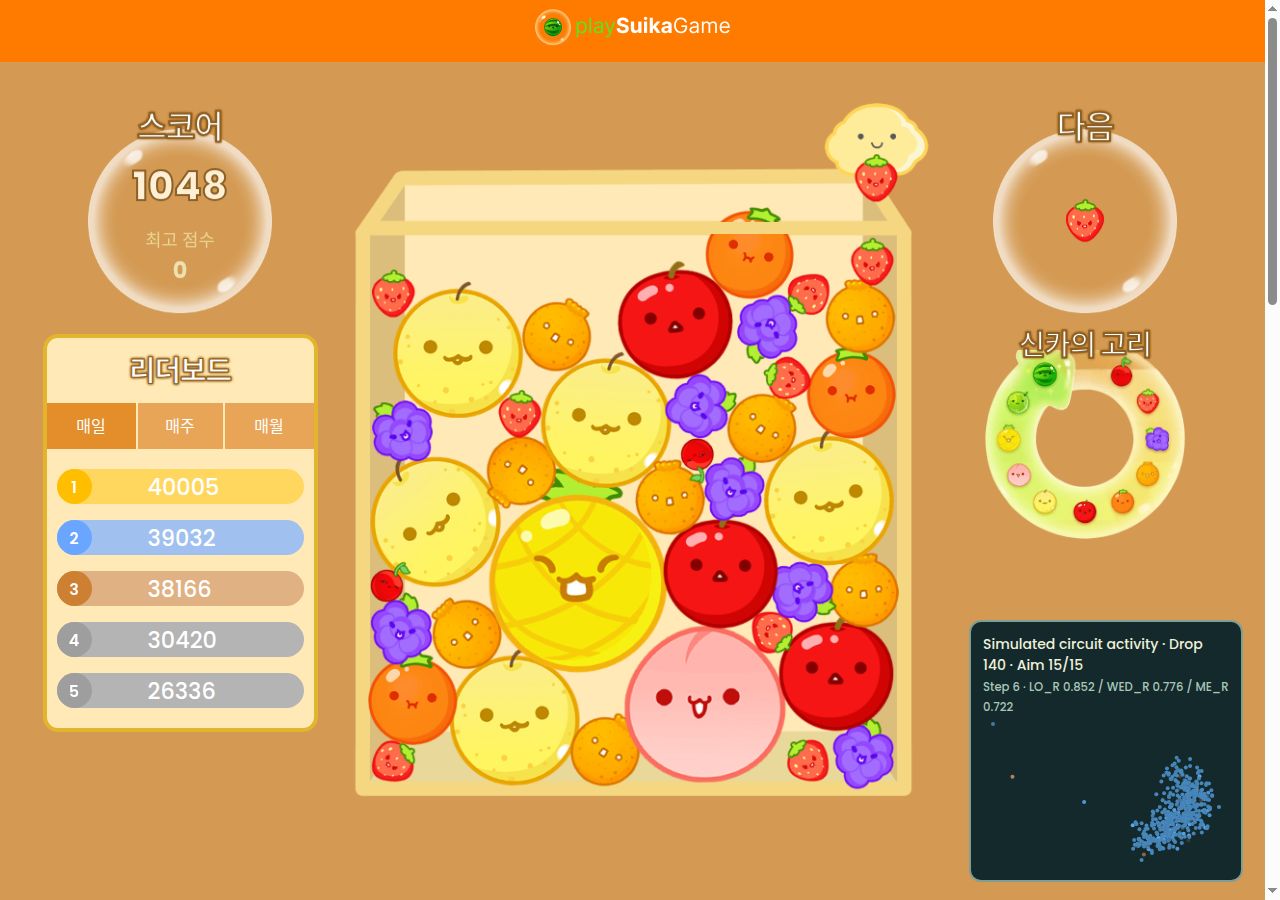 playSuikaGame
스코어
1048
최고 점수
0
다음
신카의 고리
리더보드
매일 매주 매월
1 40005
2 39032
3 38166
4 30420
5 26336
Simulated circuit activity · Drop
140 · Aim 15/15
Step 6 · LO_R 0.852 / WED_R 0.776 / ME_R
0.722